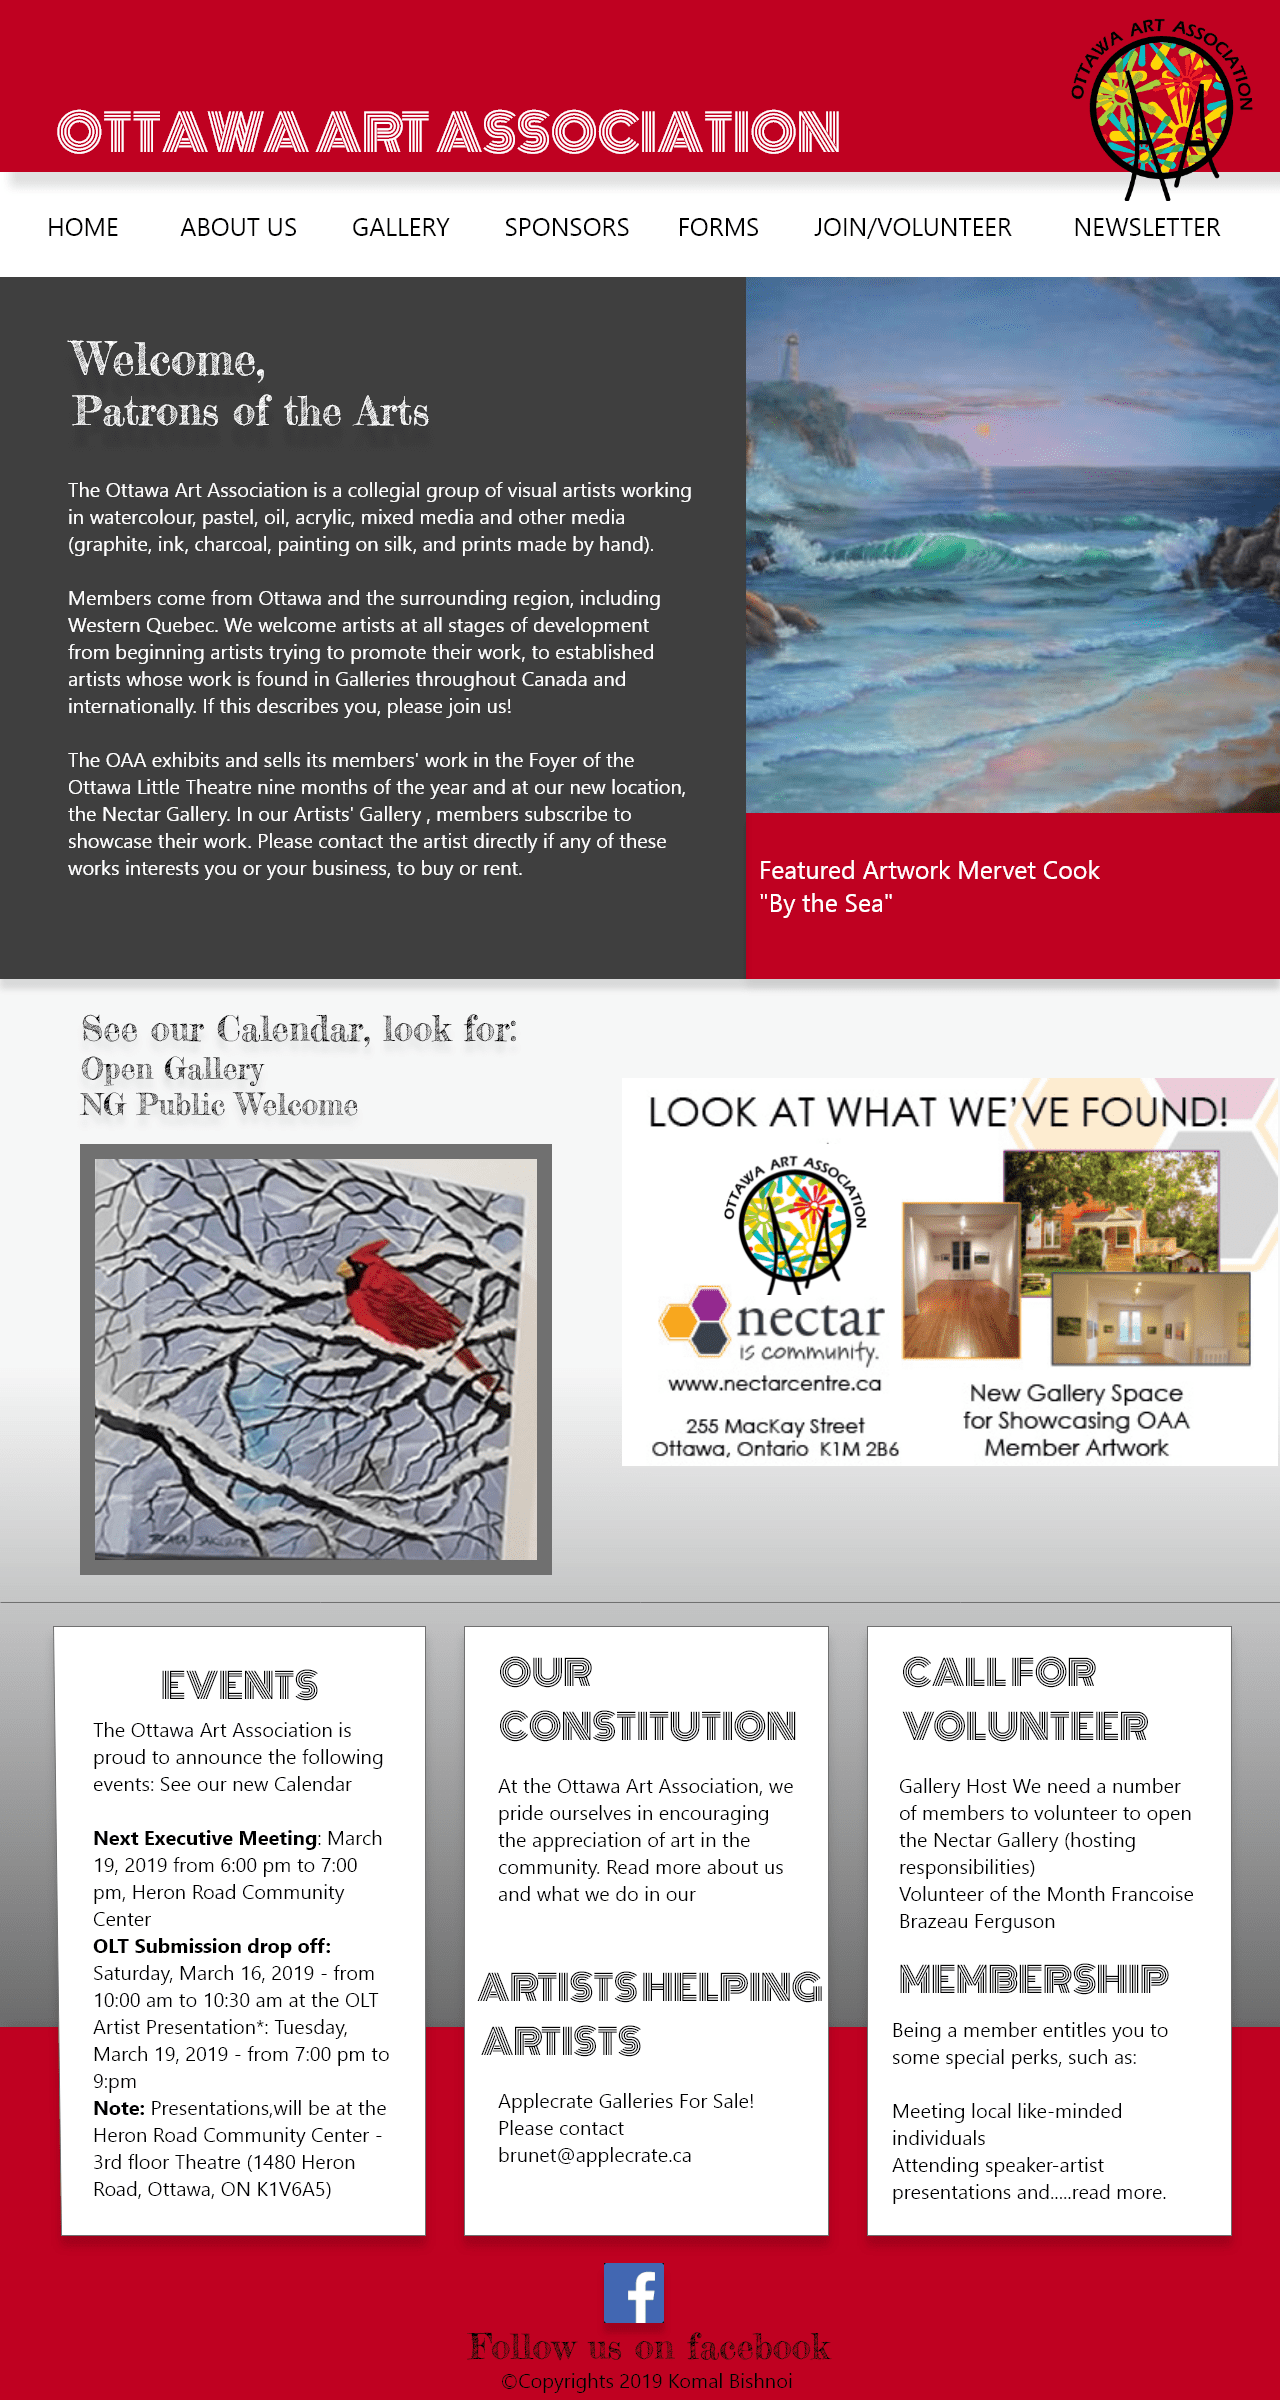 OTTAWA ART ASSOCIATION
OTTAWA ART ASSOCIATION
HOME ABOUT US GALLERY SPONSORS FORMS JOIN/VOLUNTEER NEWSLETTER
Welcome,
Patrons of the Arts
The Ottawa Art Association is a collegial group of visual artists working
in watercolour, pastel, oil, acrylic, mixed media and other media
(graphite, ink, charcoal, painting on silk, and prints made by hand).
Members come from Ottawa and the surrounding region, including
Western Quebec. We welcome artists at all stages of development
from beginning artists trying to promote their work, to established
artists whose work is found in Galleries throughout Canada and
internationally. If this describes you, please join us!
The OAA exhibits and sells its members' work in the Foyer of the
Ottawa Little Theatre nine months of the year and at our new location,
the Nectar Gallery. In our Artists' Gallery , members subscribe to
showcase their work. Please contact the artist directly if any of these
works interests you or your business, to buy or rent.
Featured Artwork Mervet Cook
"By the Sea"
See our Calendar, look for:
Open Gallery
NG Public Welcome
LOOK AT WHAT WE'VE FOUND!
OTTAWA ART ASSOCIATION
nectar
is community.
www.nectarcentre.ca
255 MacKay Street
Ottawa, Ontario K1M 2B6
New Gallery Space
for Showcasing OAA
Member Artwork
EVENTS
The Ottawa Art Association is
proud to announce the following
events: See our new Calendar
Next Executive Meeting: March
19, 2019 from 6:00 pm to 7:00
pm, Heron Road Community
Center
OLT Submission drop off:
Saturday, March 16, 2019 - from
10:00 am to 10:30 am at the OLT
Artist Presentation*: Tuesday,
March 19, 2019 - from 7:00 pm to
9:pm
Note: Presentations,will be at the
Heron Road Community Center -
3rd floor Theatre (1480 Heron
Road, Ottawa, ON K1V6A5)
OUR
CONSTITUTION
At the Ottawa Art Association, we
pride ourselves in encouraging
the appreciation of art in the
community. Read more about us
and what we do in our
ARTISTS HELPING
ARTISTS
Applecrate Galleries For Sale!
Please contact
brunet@applecrate.ca
CALL FOR
VOLUNTEER
Gallery Host We need a number
of members to volunteer to open
the Nectar Gallery (hosting
responsibilities)
Volunteer of the Month Francoise
Brazeau Ferguson
MEMBERSHIP
Being a member entitles you to
some special perks, such as:
Meeting local like-minded
individuals
Attending speaker-artist
presentations and.....read more.
Follow us on facebook
©Copyrights 2019 Komal Bishnoi